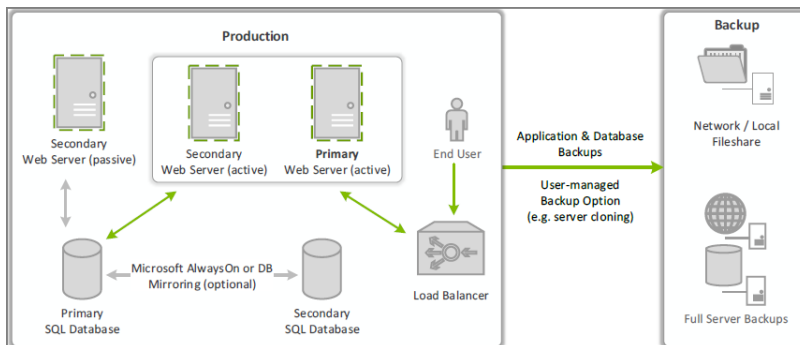 Production
Backup
Secondary
Web Server (passive)
Secondary
Web Server (active)
Primary
Web Server (active)
End User
Application & Database
Backups
User-managed
Backup Option
(e.g. server cloning)
Network / Local
Fileshare
Microsoft AlwaysOn or DB
Mirroring (optional)
Primary
SQL Database
Secondary
SQL Database
Load Balancer
Full Server Backups